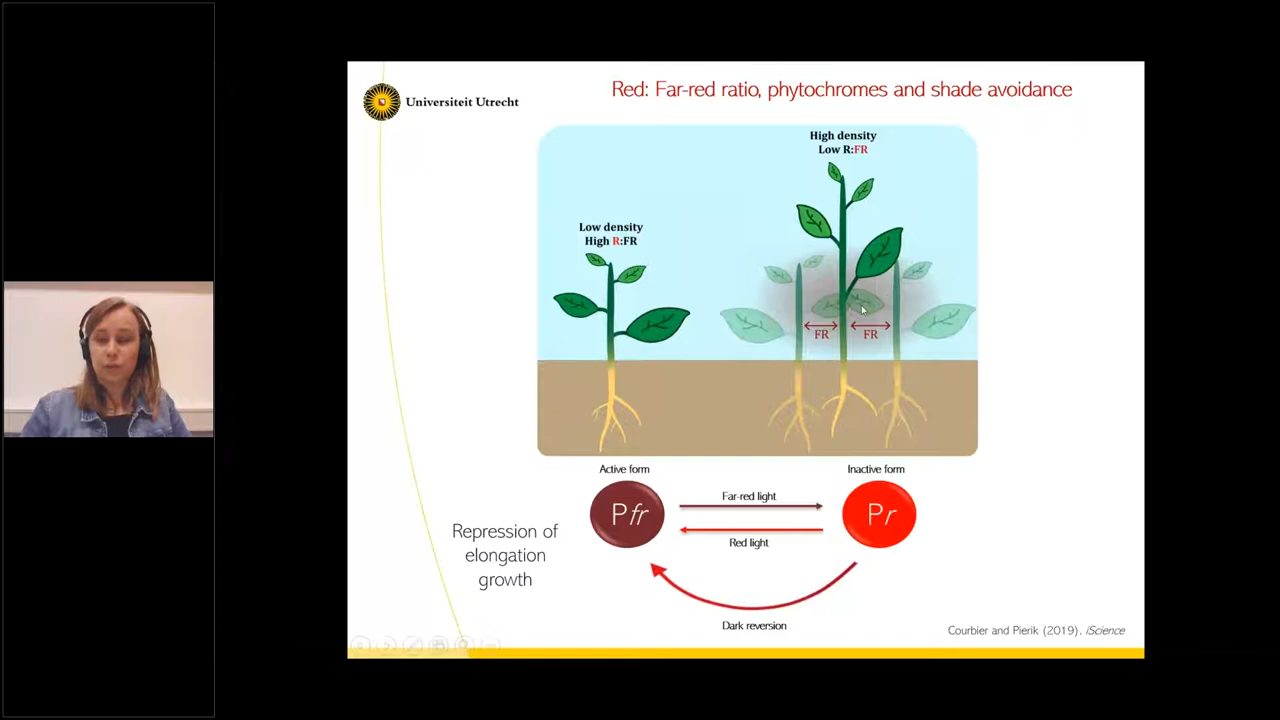 Universiteit Utrecht
Red: Far-red ratio, phytochromes and shade avoidance
High density
Low R:FR
Low density
High R:FR
FR
FR
Active form
Inactive form
Pfr
Far-red light
Red light
Pr
Repression of
elongation
growth
Dark reversion
Courbier and Pierik (2019), iScience